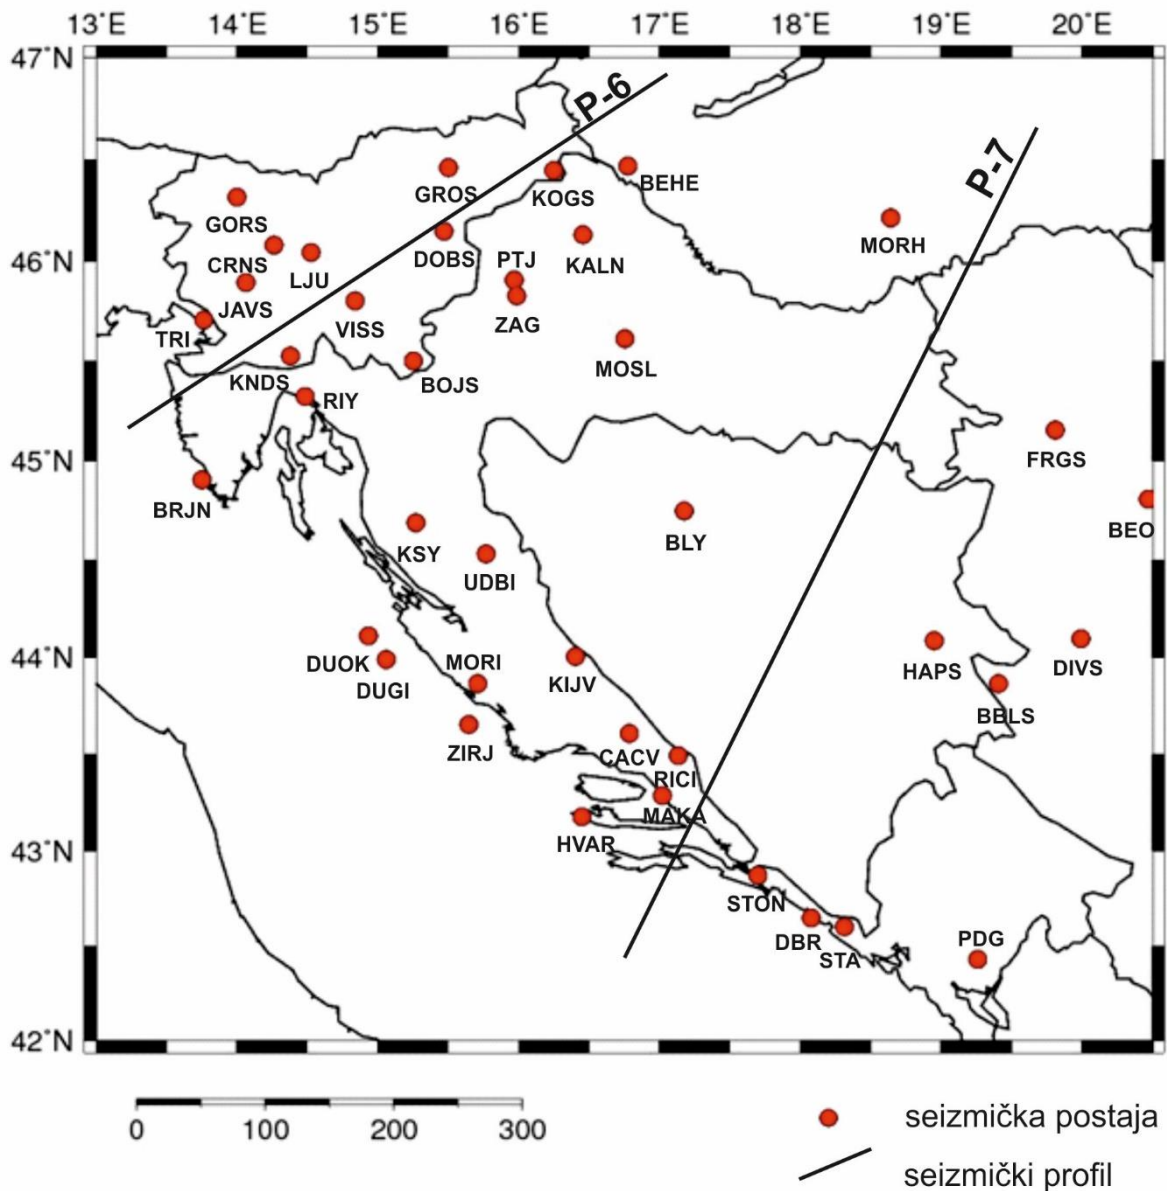 13°E 14°E 15°E 16°E 17°E 18°E 19°E 20°E
47°N
P-6
P-7
GROS
KOGS
BEHE
GORS
MORH
CRNS
LJU
DOBS
PTJ
KALN
46°N
JAVS
TRI
VISS
ZAG
KNDS
BOJS
MOSL
RIY
45°N
FRGS
BRJN
BEO
KSY
BLY
UDBI
44°N
DUOK
MORI
HAPS
DIVS
DUGI
KIJV
BBLS
ZIRJ
CACV
RICI
MAKA
HVAR
43°N
STON
DBR
STA
PDG
42°N
0 100 200 300
seizmička postaja
seizmički profil